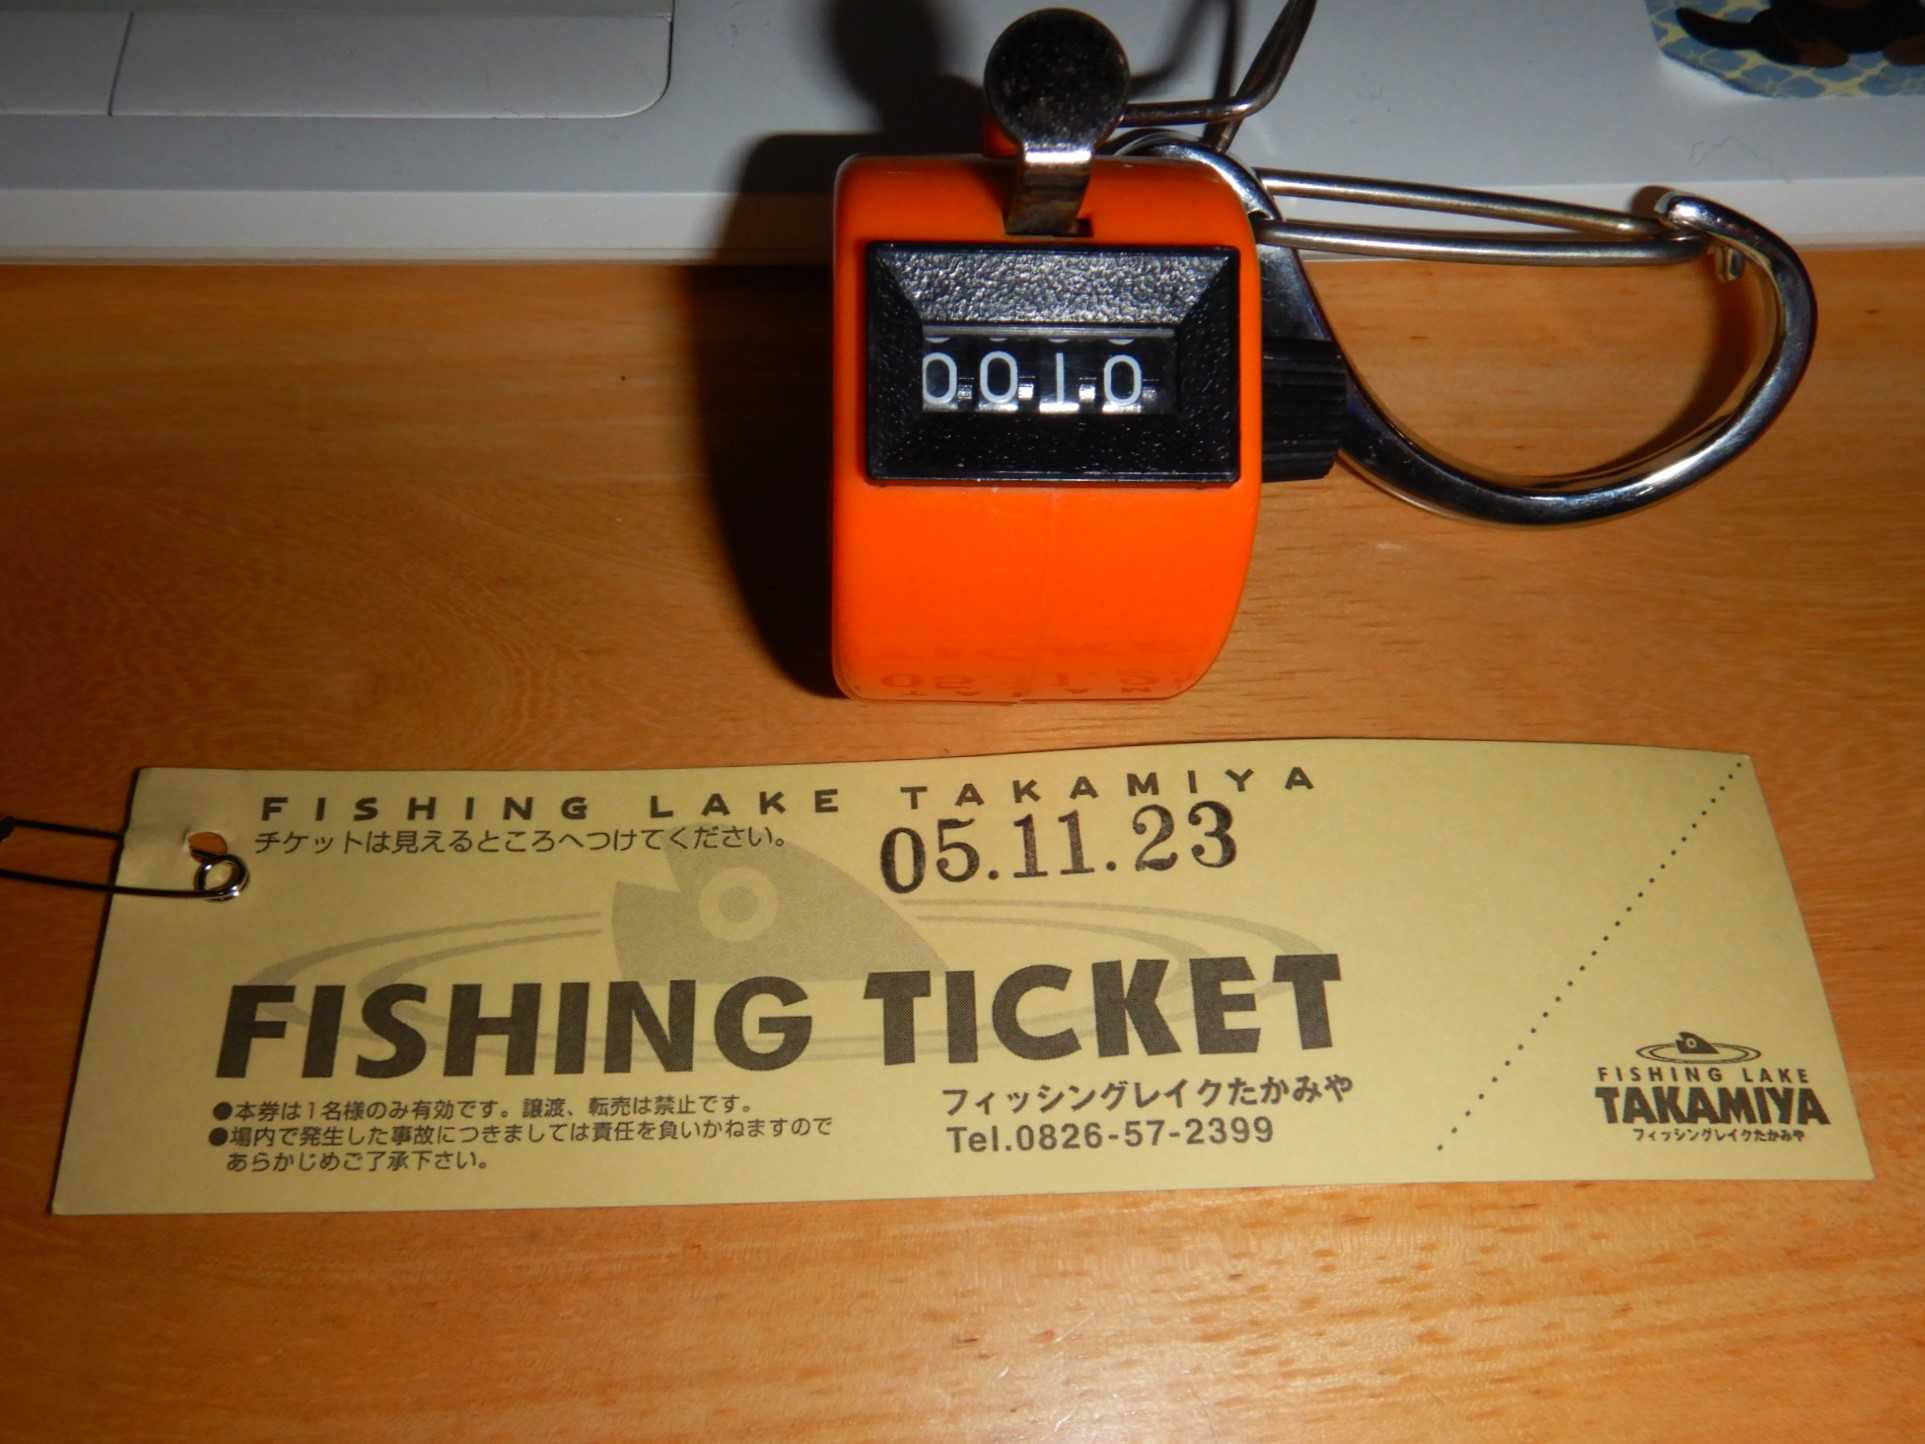 0010
FISHING LAKE TAKAMIYA
チケットは見えるところへつけてください。
05.11.23
FISHING TICKET
●本券は1名様のみ有効です。譲渡、転売は禁止です。
●場内で発生した事故につきましては責任を負いかねますので
あらかじめご了承下さい。
フィッシングレイクたかみや
Tel.0826-57-2399
FISHING LAKE
TAKAMIYA
フィッシングレイクたかみや